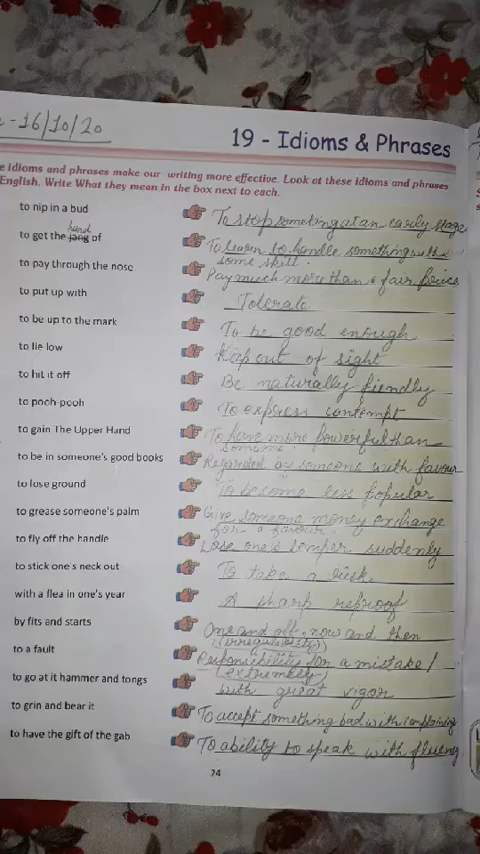 -16/10/20
19 - Idioms & Phrases
e idioms and phrases make our writing more effective. Look at these idioms and phrases
English. Write What they mean in the box next to each.
to nip in a bud To stop something at an early stage
hand
to get the jang of To learn to handle something with
some skill.
to pay through the nose Pay much more than a fair price
to put up with Tolerate
to be up to the mark To be good enough
to lie low Keep out of sight
to hit it off Be naturally fiendly
to pooh-pooh To express contempt
to gain The Upper Hand To have more powerful than
someone
to be in someone's good books Regarded by someone with favour
to lose ground To become less popular
to grease someone's palm Give someone money exchange
for a favour
to fly off the handle Lose one's temper suddenly
to stick one's neck out To take a risk
with a flea in one's year A sharp reproof
by fits and starts One and off, now and then
(irregularity)
to a fault Responsibility for a mistake /
(extremely)
to go at it hammer and tongs with great vigor
to grin and bear it To accept something bad with complaining
to have the gift of the gab To ability to speak with fluency
24